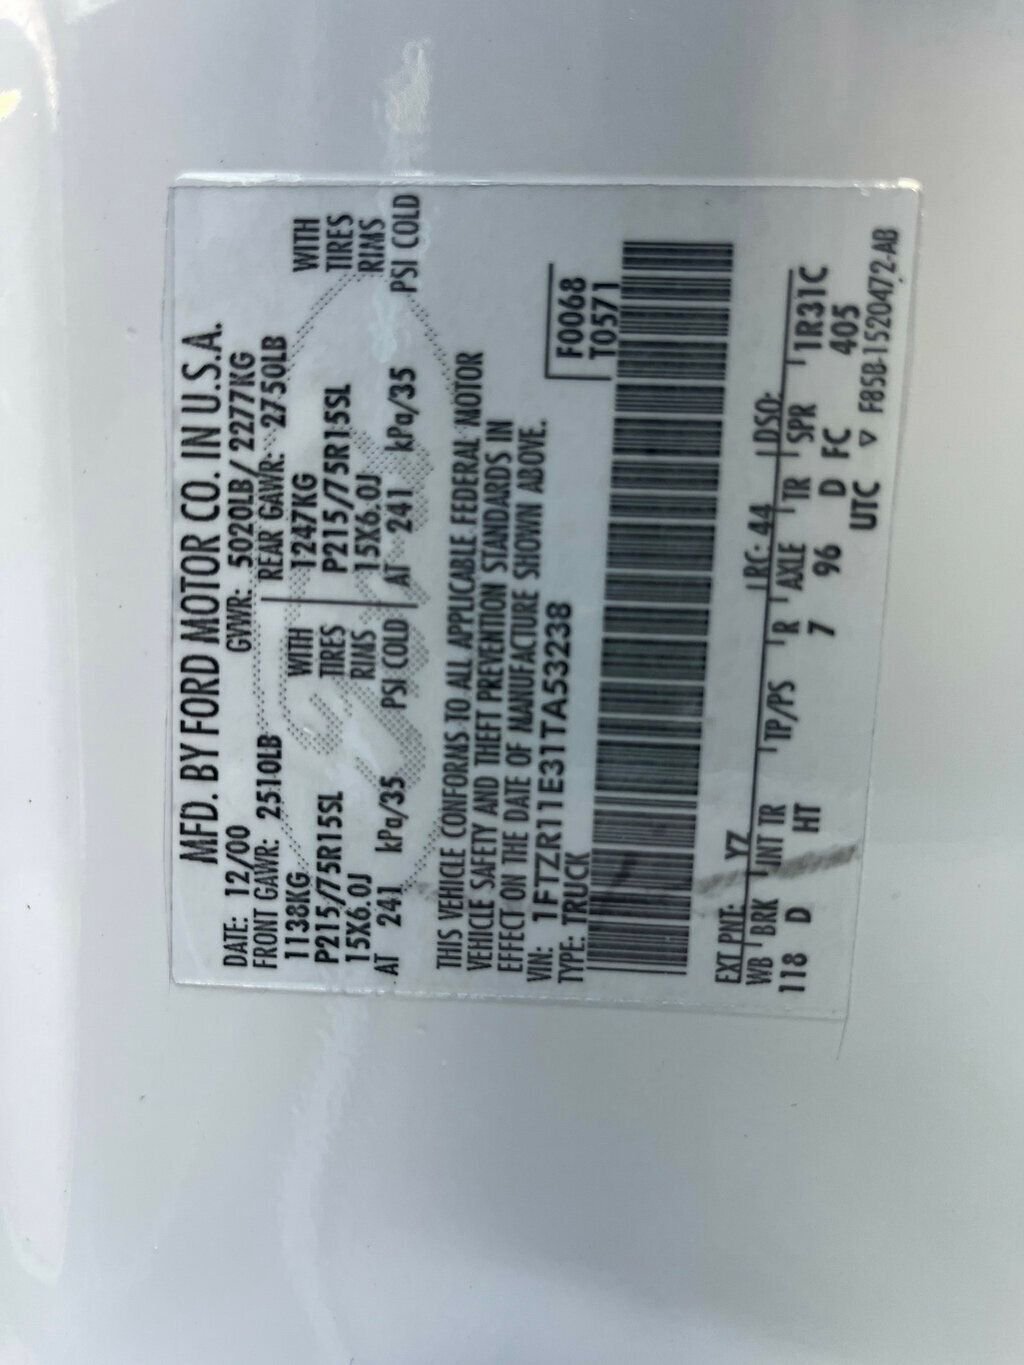 MFD. BY FORD MOTOR CO. IN U.S.A.
DATE: 12/00 GVWR: 5020LB/ 2277KG
FRONT GAWR: 2510LB REAR GAWR: 2750LB
1138KG WITH 1247KG WITH
P215/75R15SL TIRES P215/75R15SL TIRES
15X6.0J RIMS 15X6.0J RIMS
AT 241 kPa/35 PSI COLD AT 241 kPa/35 PSI COLD
THIS VEHICLE CONFORMS TO ALL APPLICABLE FEDERAL MOTOR
VEHICLE SAFETY AND THEFT PREVENTION STANDARDS IN
EFFECT ON THE DATE OF MANUFACTURE SHOWN ABOVE.
VIN: 1FTZR11E31TA53238 F0068
TYPE: TRUCK T0571
EXT PNT: YZ RC: 44 DSO:
WB BRK INT TR TP/PS R AXLE TR SPR 1R31C
118 D HT 7 96 D FC 405
UTC ▽ F85B-1520472-AB